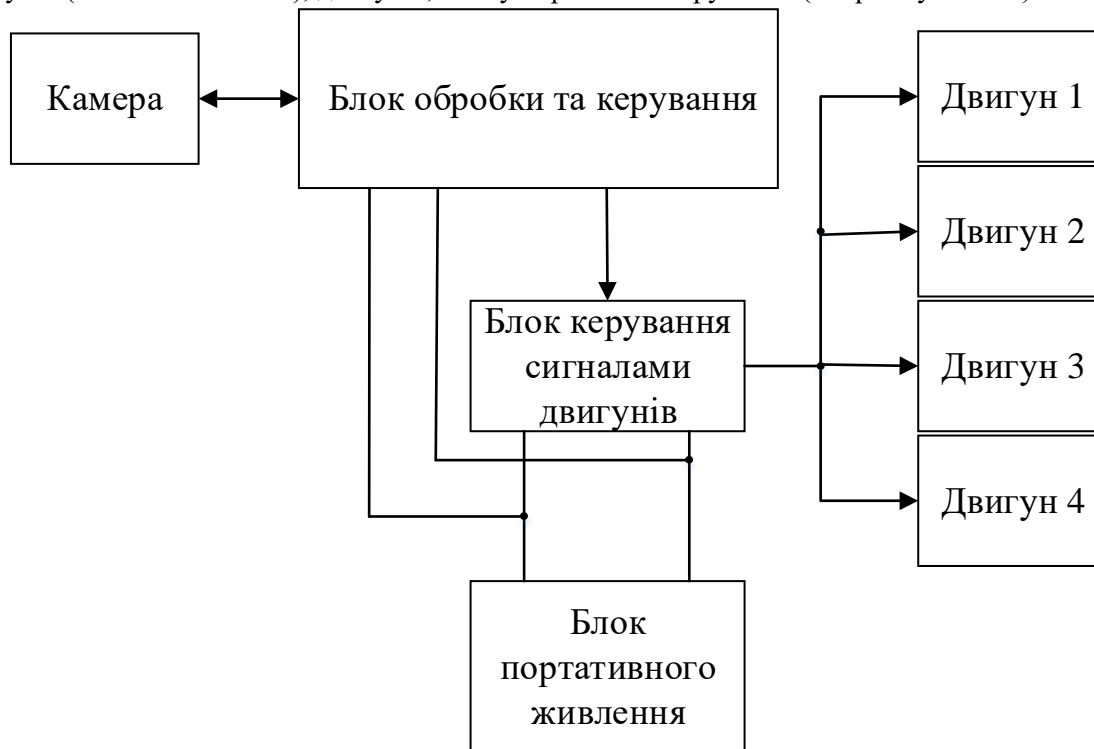 Камера
Блок обробки та керування
Двигун 1
Двигун 2
Блок керування
сигналами
двигунів
Двигун 3
Двигун 4
Блок
портативного
живлення